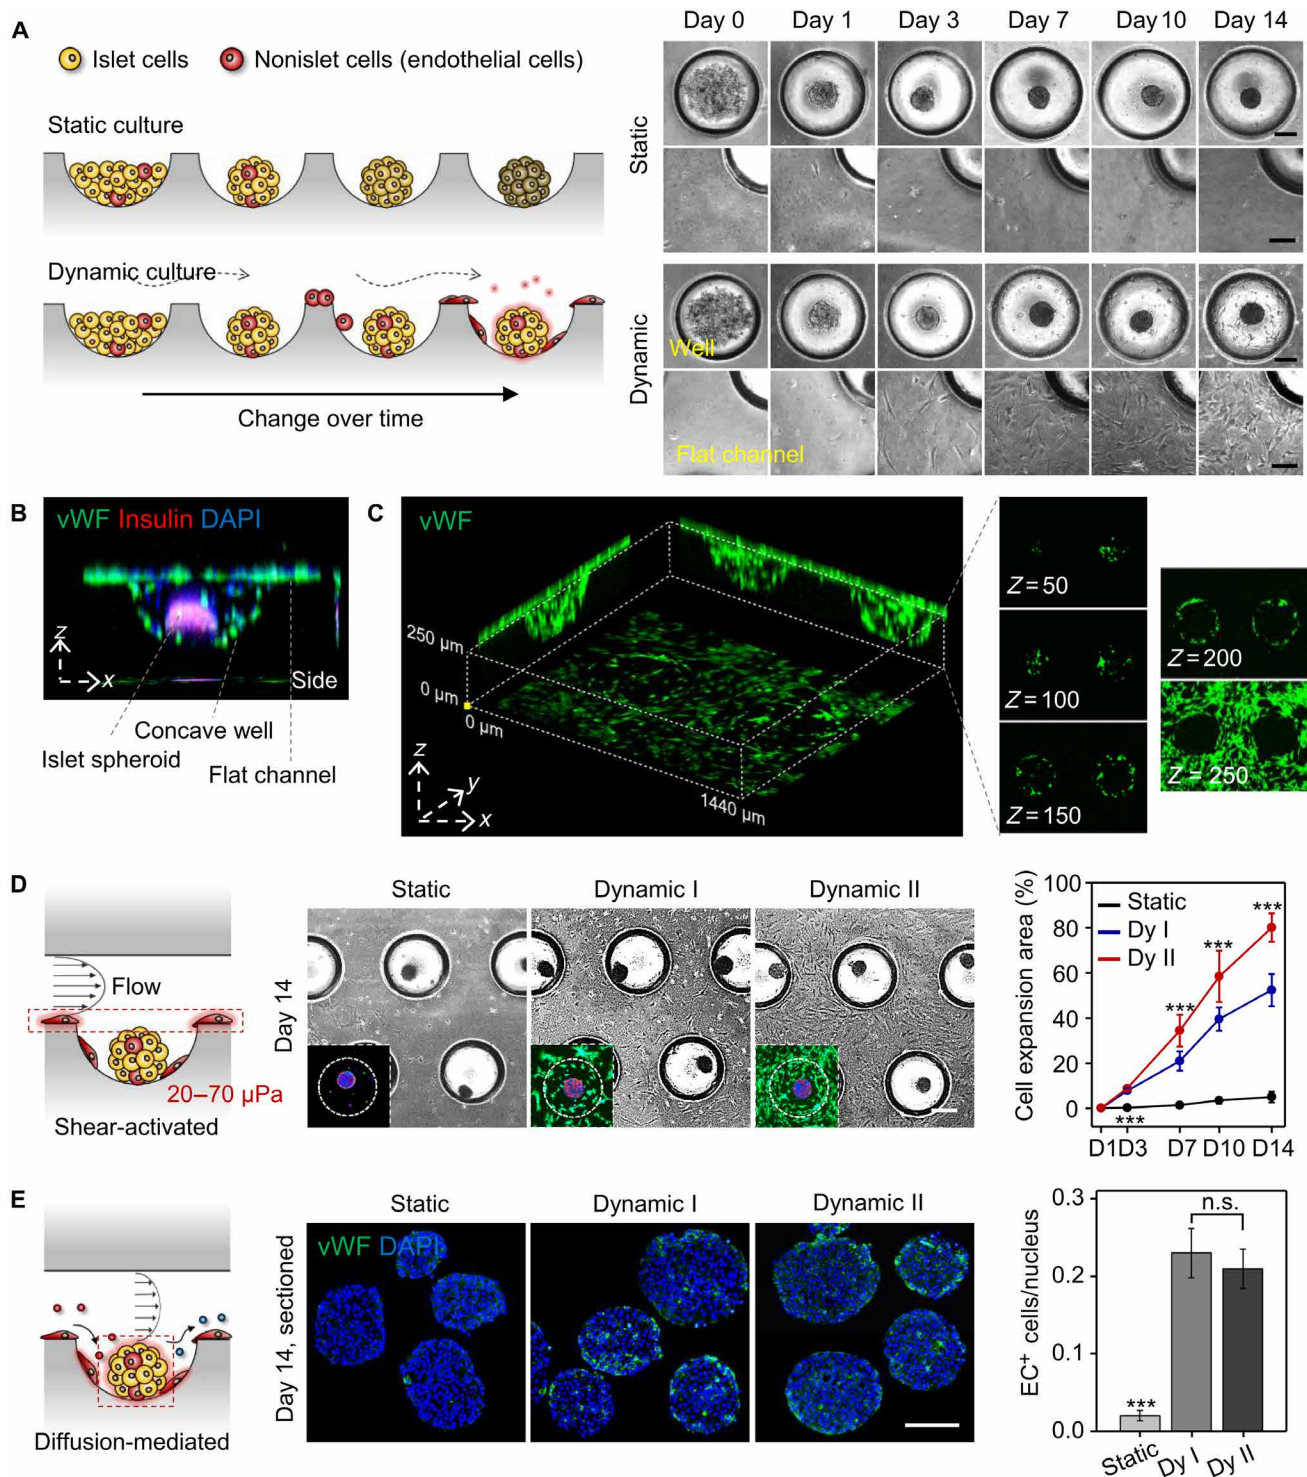 A
Islet cells
Nonislet cells (endothelial cells)
Static culture
Dynamic culture
Change over time
Day 0 Day 1 Day 3 Day 7 Day 10 Day 14
Static
Dynamic
Well
Flat channel
B
vWF Insulin DAPI
z
x
Side
Concave well
Islet spheroid
Flat channel
C
vWF
250 µm
0 µm
0 µm
1440 µm
z
y
x
Z = 50
Z = 100
Z = 150
Z = 200
Z = 250
D
Flow
20–70 µPa
Shear-activated
Static Dynamic I Dynamic II
Day 14
Cell expansion area (%)
100
80
60
40
20
0
Static
Dy I
Dy II
***
***
***
***
D1 D3 D7 D10 D14
E
Diffusion-mediated
Static Dynamic I Dynamic II
Day 14, sectioned
vWF DAPI
EC+ cells/nucleus
0.3
0.2
0.1
0.0
n.s.
***
Static Dy I Dy II